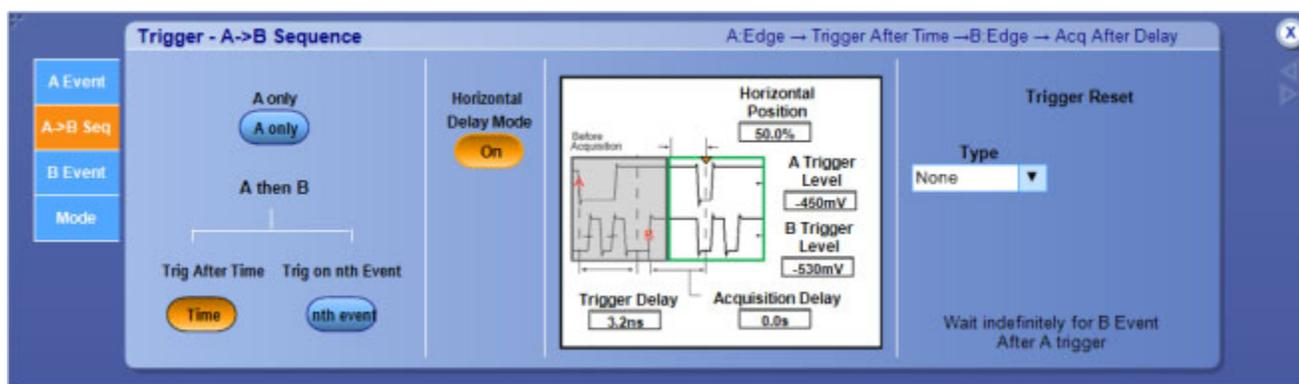 Trigger - A->B Sequence
A:Edge → Trigger After Time →B:Edge → Acq After Delay
X
A Event
A->B Seq
B Event
Mode
A only
A only
A then B
Trig After Time
Trig on nth Event
Time
nth event
Horizontal
Delay Mode
On
Horizontal
Position
50.0%
Before
Acquisition
A
B
A Trigger
Level
-450mV
B Trigger
Level
-530mV
Trigger Delay
3.2ns
Acquisition Delay
0.0s
Trigger Reset
Type
None
Wait indefinitely for B Event
After A trigger